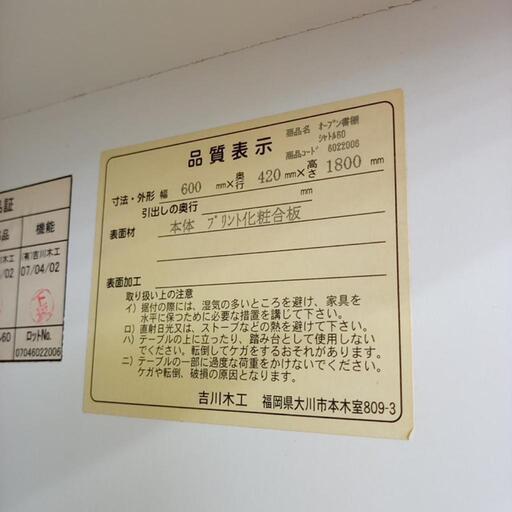 品質表示
商品名 ｵｰﾌﾟﾝ書棚
ｼｬﾄﾙ60
商品ｺｰﾄﾞ 6022006
寸法・外形 幅 600 mm×奥行 420 mm×高さ 1800 mm
引出しの奥行 mm
表面材 本体 ﾌﾟﾘﾝﾄ化粧合板
表面加工
取り扱い上の注意
イ）据付の際には、湿気の多いところを避け、家具を
水平に保つために必要な措置を講じて下さい。
ロ）直射日光又は、ストーブなどの熱を避けて下さい。
ハ）テーブルの上に立ったり、踏み台として使用しない
でください。転倒してケガをするおそれがあります。
ニ）テーブルの一部に過度な荷重をかけないでください。
ケガや転倒、破損の原因となります。
吉川木工 福岡県大川市本木室809-3
証
品 機能
工 (有)吉川木工
/02 07/04/02
60 ロットNo.
07046022006